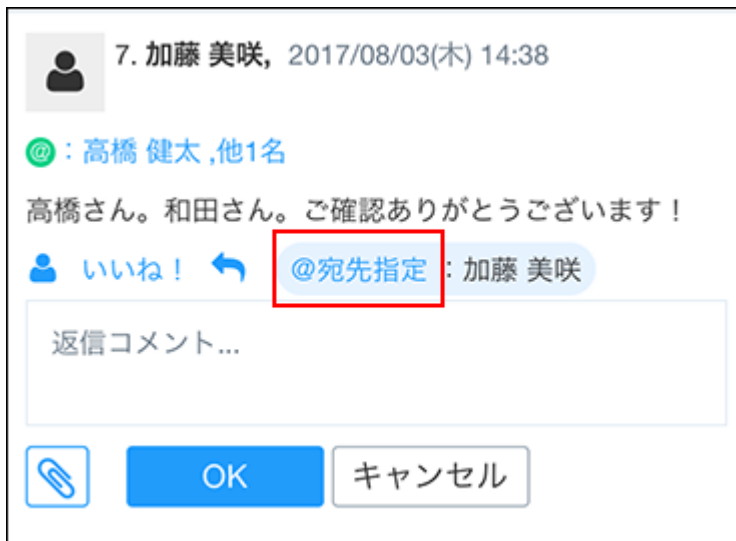 7. 加藤 美咲, 2017/08/03(木) 14:38
@：高橋 健太 ,他1名
高橋さん。和田さん。ご確認ありがとうございます！
いいね！ @宛先指定：加藤 美咲
返信コメント...
OK キャンセル